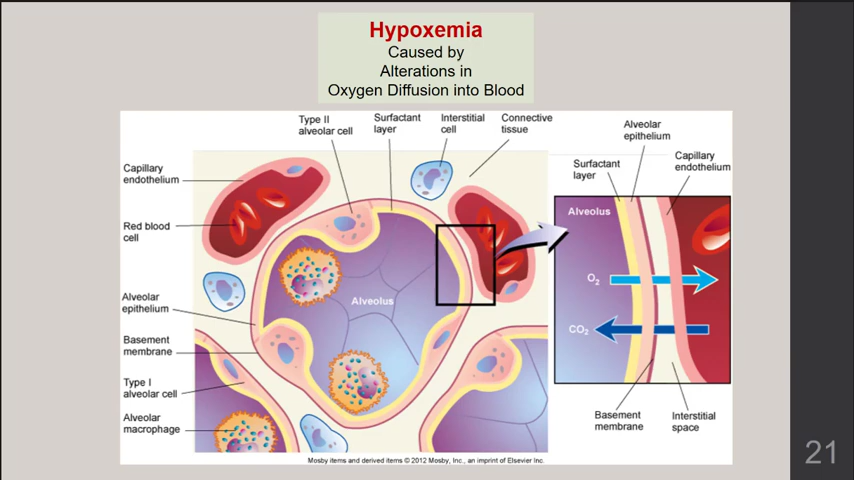 Hypoxemia
Caused by
Alterations in
Oxygen Diffusion into Blood
Type II
alveolar cell
Surfactant
layer
Interstitial
cell
Connective
tissue
Capillary
endothelium
Red blood
cell
Alveolar
epithelium
Basement
membrane
Type I
alveolar cell
Alveolar
macrophage
Alveolus
Alveolar
epithelium
Surfactant
layer
Capillary
endothelium
Alveolus
O2
CO2
Basement
membrane
Interstitial
space
Mosby items and derived items © 2012 Mosby, Inc., an imprint of Elsevier Inc.
21